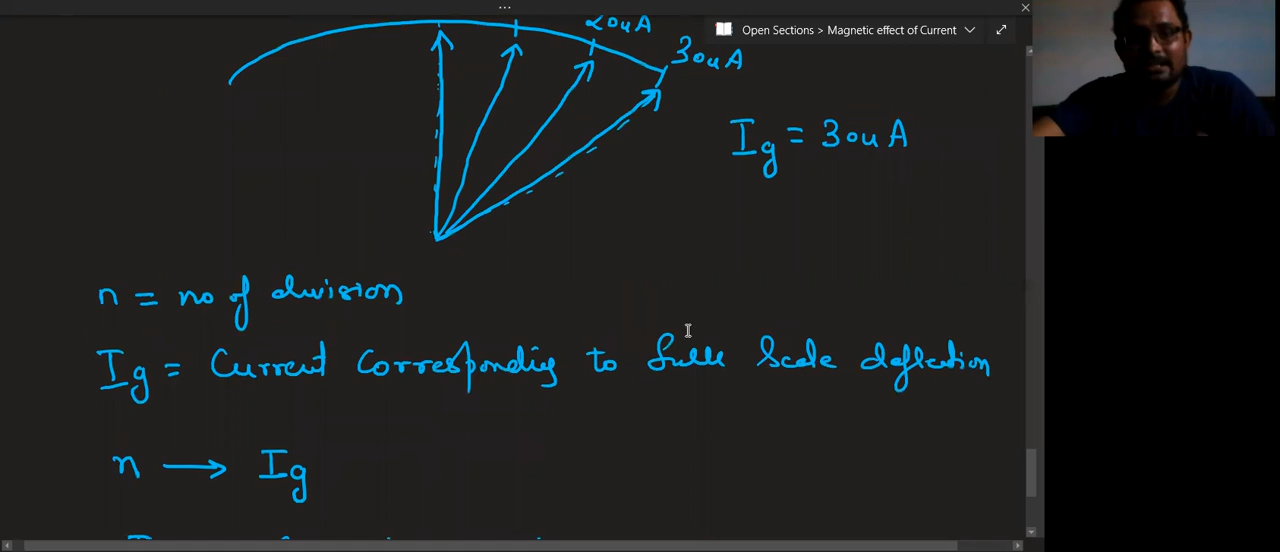 ...
Open Sections > Magnetic effect of Current
20uA
30uA
Ig = 30uA
n = no of division
Ig = Current Corresponding to fulle Scale deflection
n → Ig